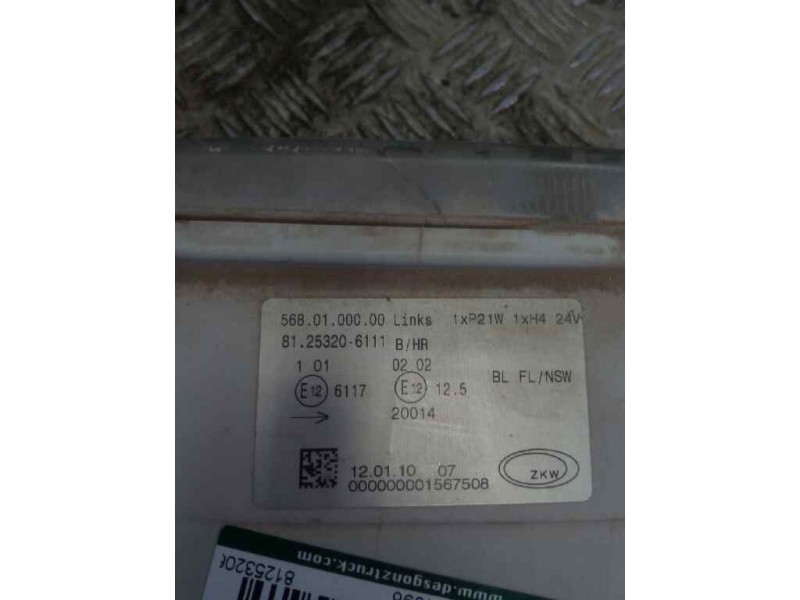 568.01.000.00 Links 1xP21W 1xH4 24V
81.25320-6111 B/HR
1 01 02 02
E12 6117 E12 12.5 BL FL/NSW
→ 20014
12.01.10 07
000000001567508
ZKW
www.desganztruck.com
8125320